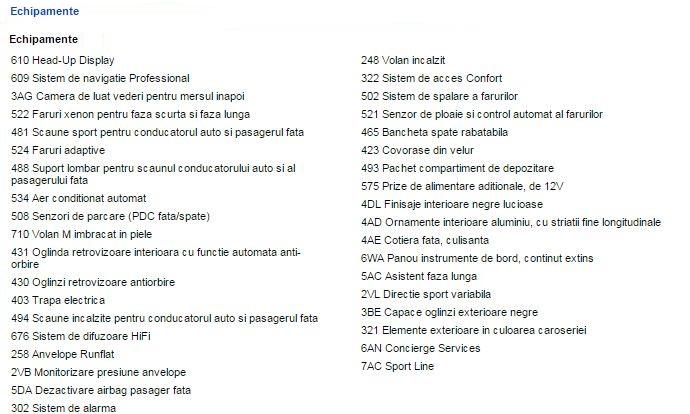 Echipamente
Echipamente
610 Head-Up Display
609 Sistem de navigatie Professional
3AG Camera de luat vederi pentru mersul inapoi
522 Faruri xenon pentru faza scurta si faza lunga
481 Scaune sport pentru conducatorul auto si pasagerul fata
524 Faruri adaptive
488 Suport lombar pentru scaunul conducatorului auto si al
pasagerului fata
534 Aer conditionat automat
508 Senzori de parcare (PDC fata/spate)
710 Volan M imbracat in piele
431 Oglinda retrovizoare interioara cu functie automata anti-
orbire
430 Oglinzi retrovizoare antiorbire
403 Trapa electrica
494 Scaune incalzite pentru conducatorul auto si pasagerul fata
676 Sistem de difuzoare HiFi
258 Anvelope Runflat
2VB Monitorizare presiune anvelope
5DA Dezactivare airbag pasager fata
302 Sistem de alarma
248 Volan incalzit
322 Sistem de acces Confort
502 Sistem de spalare a farurilor
521 Senzor de ploaie si control automat al farurilor
465 Bancheta spate rabatabila
423 Covorase din velur
493 Pachet compartiment de depozitare
575 Prize de alimentare aditionale, de 12V
4DL Finisaje interioare negre lucioase
4AD Ornamente interioare aluminiu, cu striatii fine longitudinale
4AE Cotiera fata, culisanta
6WA Panou instrumente de bord, continut extins
5AC Asistent faza lunga
2VL Directie sport variabila
3BE Capace oglinzi exterioare negre
321 Elemente exterioare in culoarea caroseriei
6AN Concierge Services
7AC Sport Line